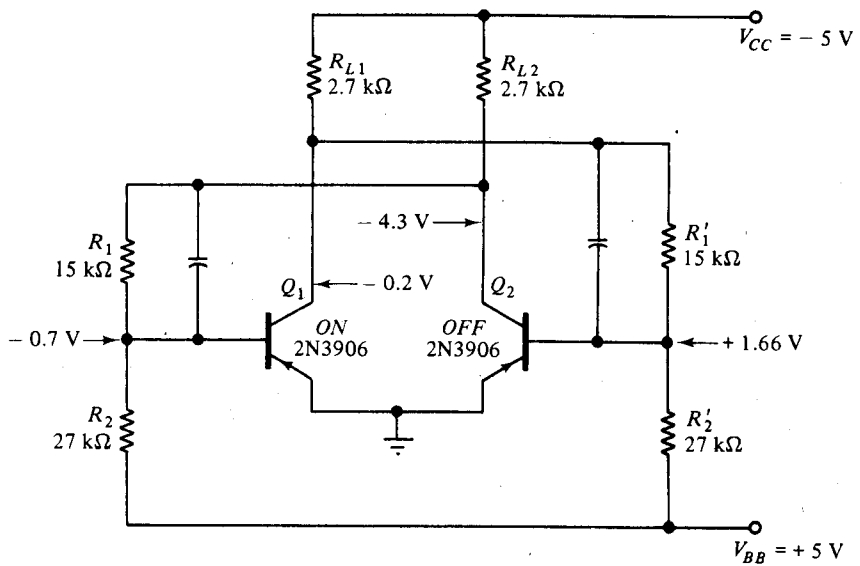 V_CC = − 5 V
R_L1
2.7 kΩ
R_L2
2.7 kΩ
− 4.3 V
R_1
15 kΩ
R'_1
15 kΩ
Q_1
− 0.2 V
Q_2
− 0.7 V
ON
2N3906
OFF
2N3906
+ 1.66 V
R_2
27 kΩ
R'_2
27 kΩ
V_BB = + 5 V